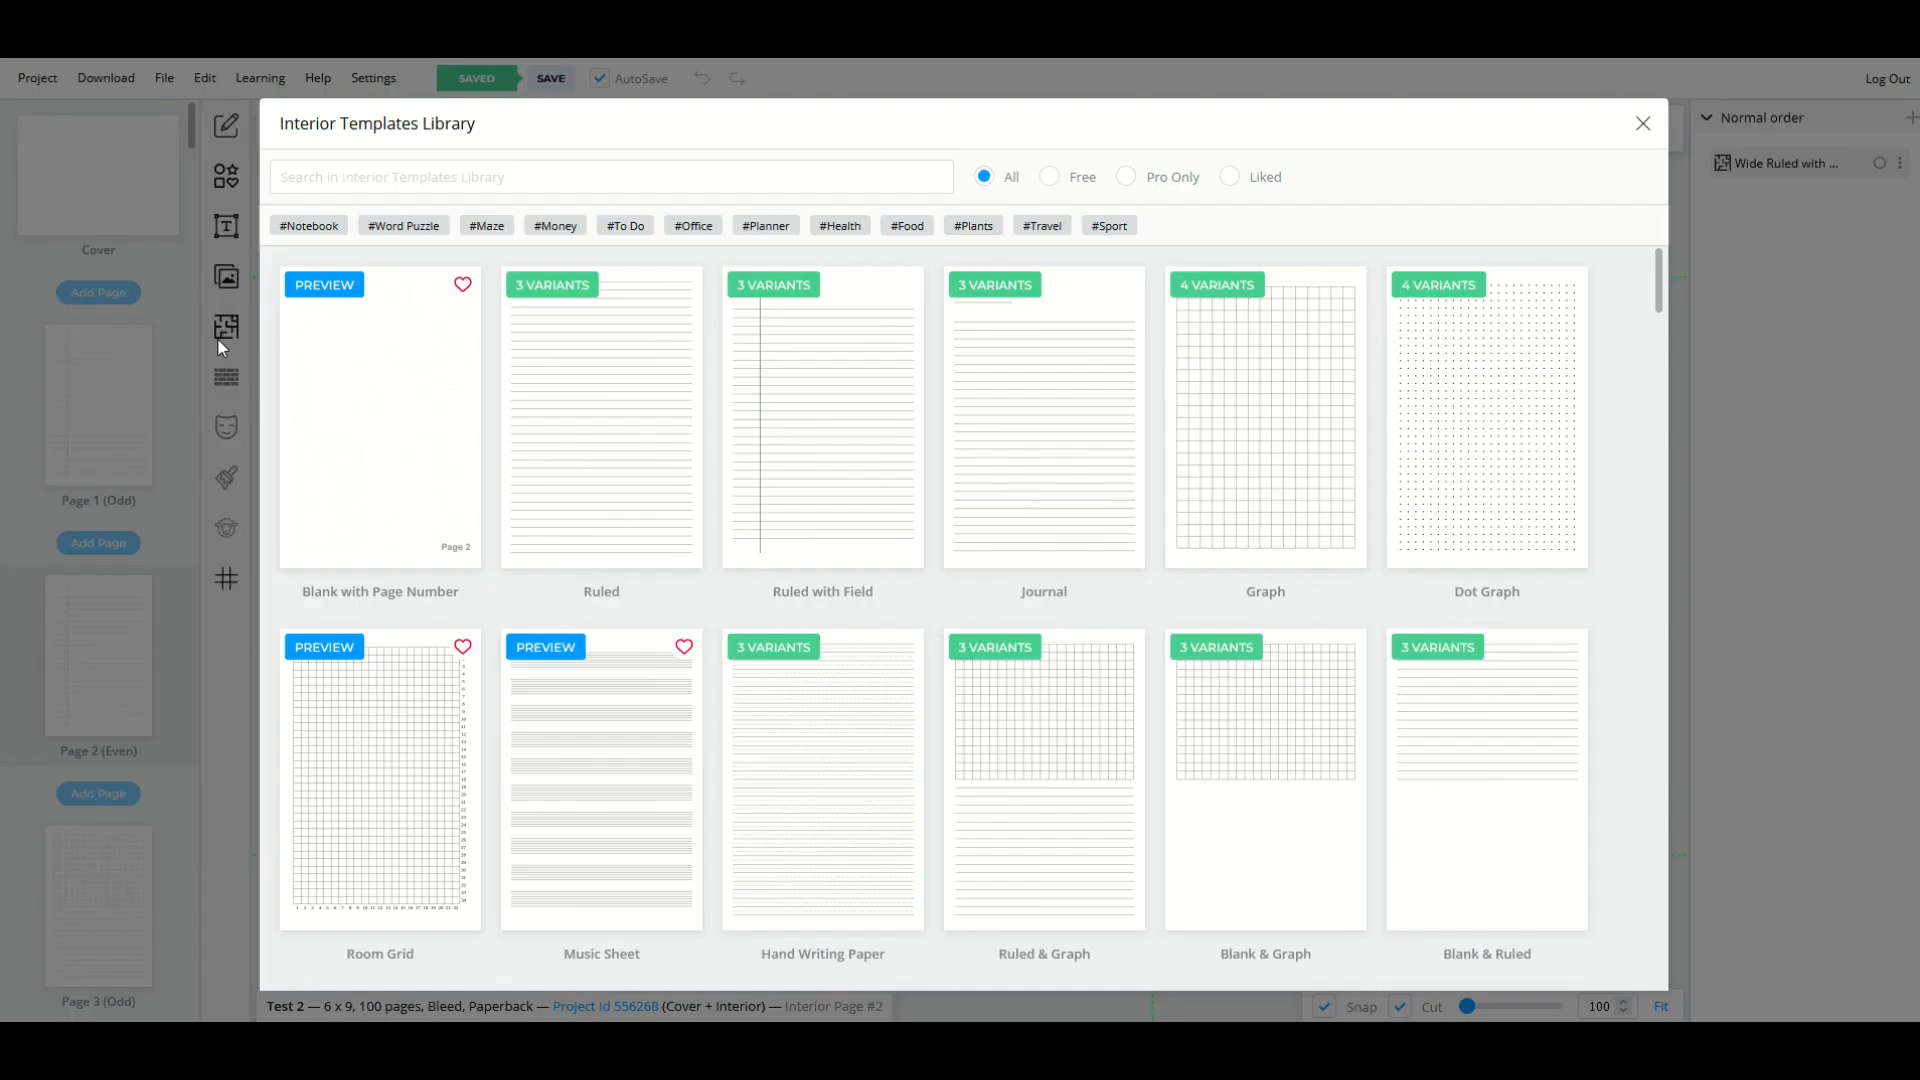 Project Download File Edit Learning Help Settings SAVED SAVE AutoSave Log Out
Interior Templates Library
Search in Interior Templates Library
All Free Pro Only Liked
#Notebook #Word Puzzle #Maze #Money #To Do #Office #Planner #Health #Food #Plants #Travel #Sport
Cover
Add Page
Page 1 (Odd)
Add Page
Page 2 (Even)
Add Page
Page 3 (Odd)
PREVIEW 3 VARIANTS 3 VARIANTS 3 VARIANTS 4 VARIANTS 4 VARIANTS
Page 2
Blank with Page Number Ruled Ruled with Field Journal Graph Dot Graph
PREVIEW PREVIEW 3 VARIANTS 3 VARIANTS 3 VARIANTS 3 VARIANTS
Room Grid Music Sheet Hand Writing Paper Ruled & Graph Blank & Graph Blank & Ruled
Normal order
Wide Ruled with ...
Test 2 — 6 x 9, 100 pages, Bleed, Paperback — Project Id 556268 (Cover + Interior) — Interior Page #2
Snap Cut 100 Fit